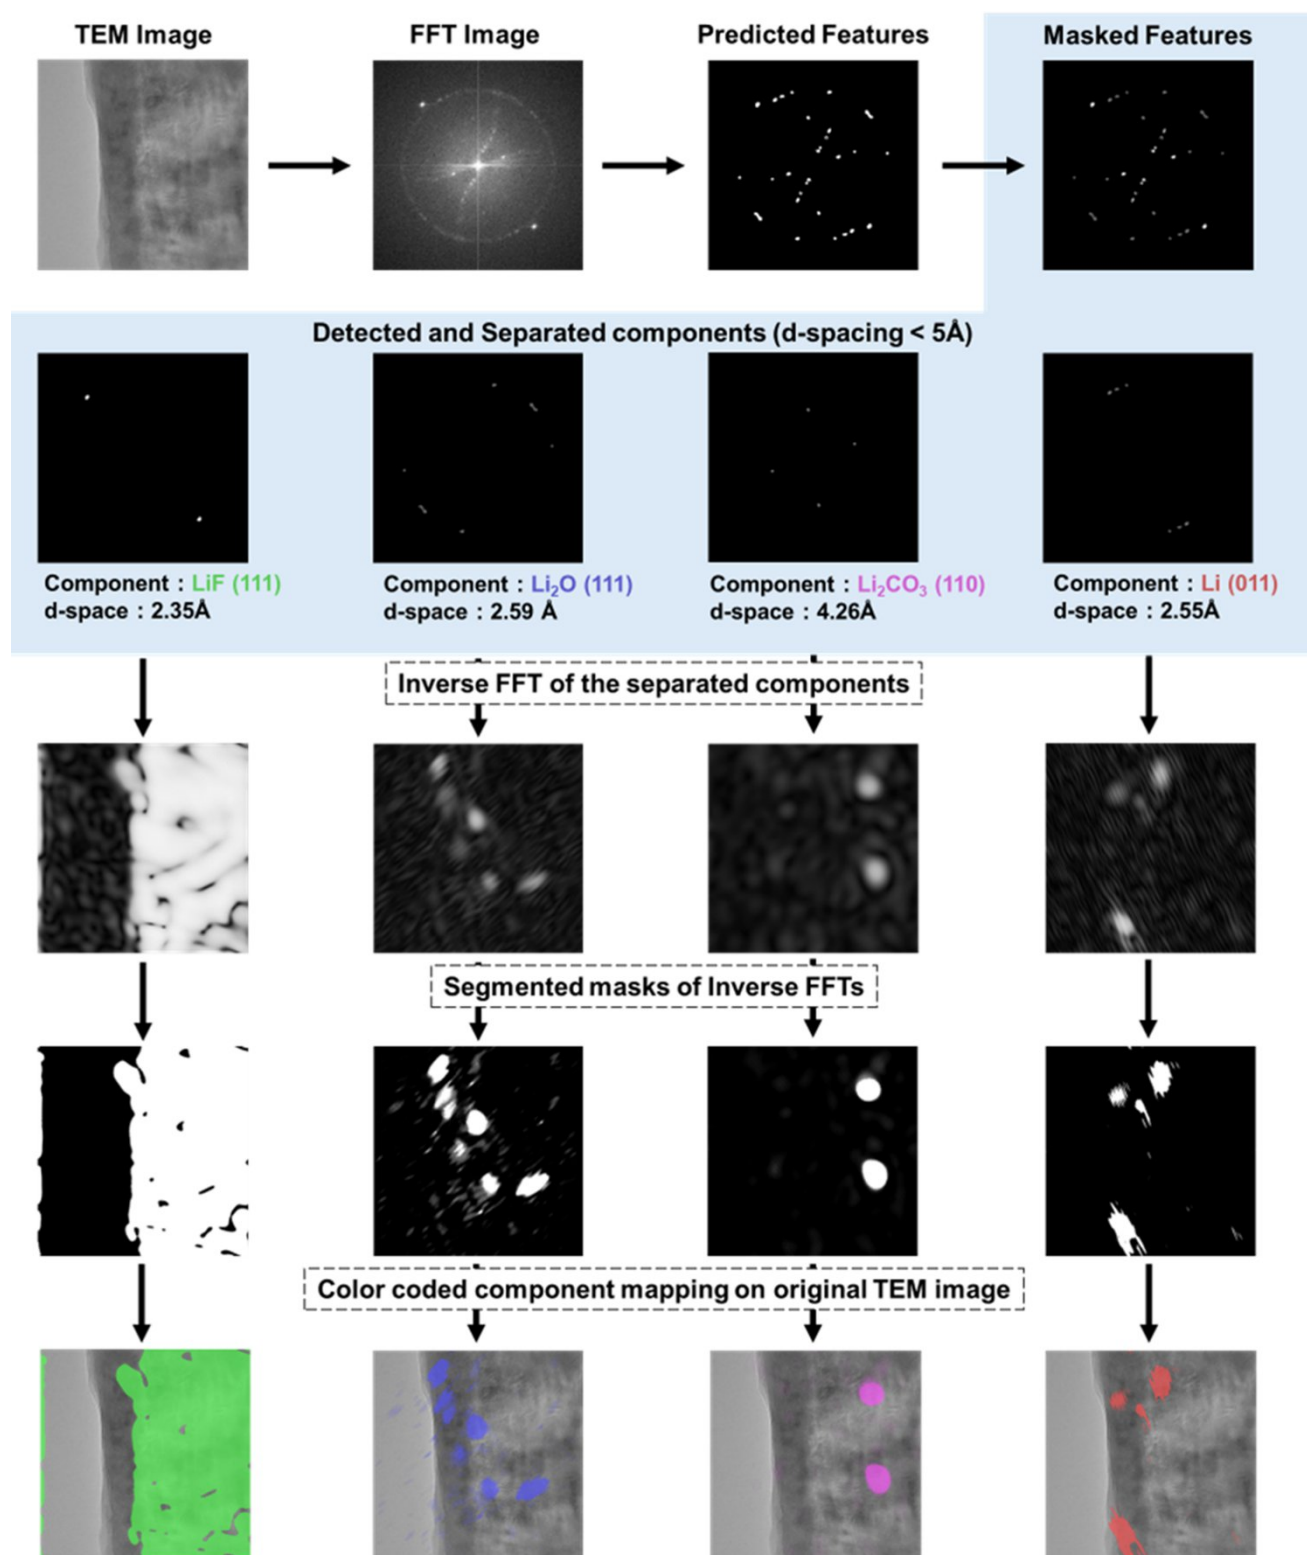 TEM Image
FFT Image
Predicted Features
Masked Features
Detected and Separated components (d-spacing < 5Å)
Component : LiF (111)
d-space : 2.35Å
Component : Li₂O (111)
d-space : 2.59 Å
Component : Li₂CO₃ (110)
d-space : 4.26Å
Component : Li (011)
d-space : 2.55Å
Inverse FFT of the separated components
Segmented masks of Inverse FFTs
Color coded component mapping on original TEM image